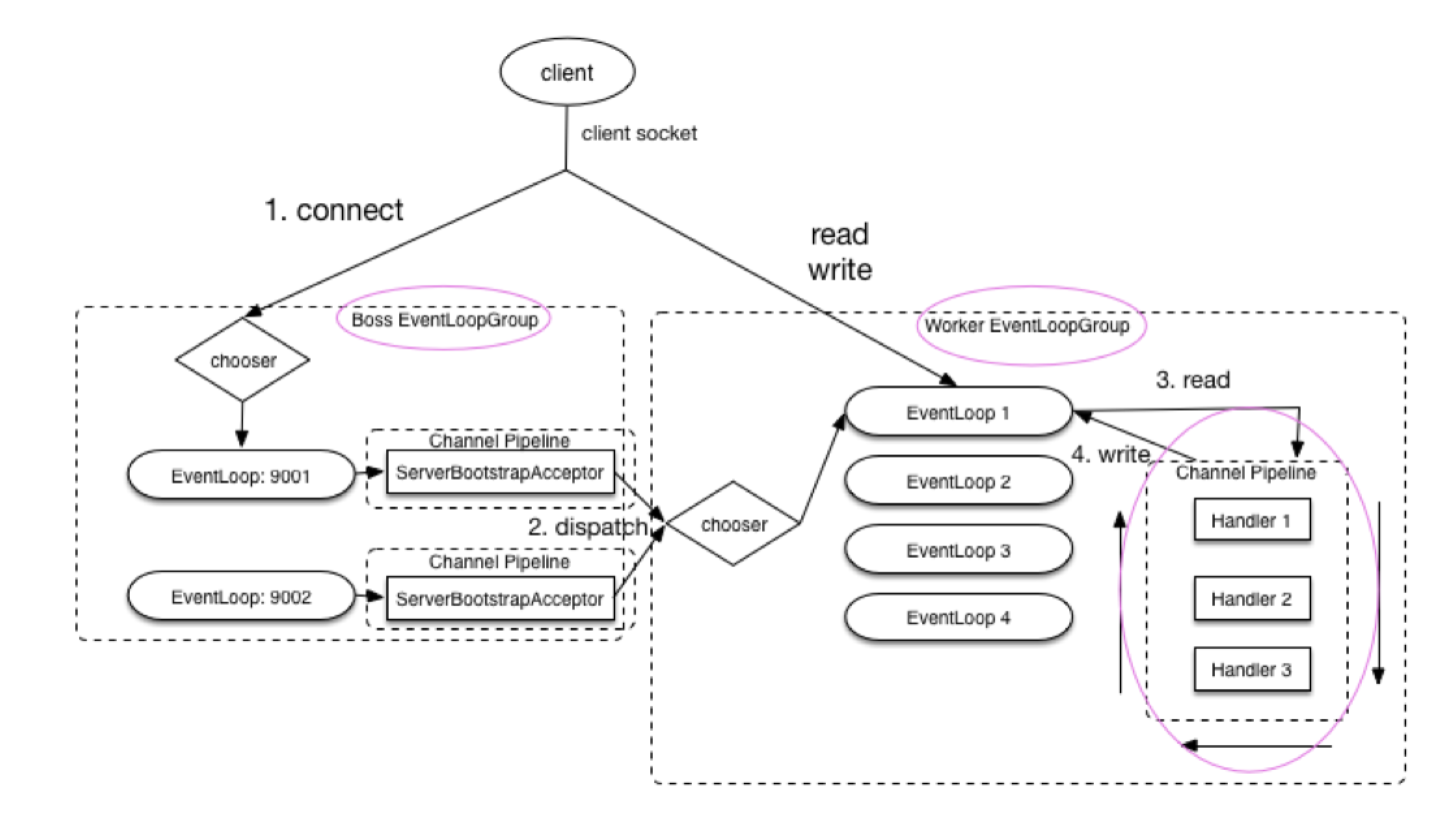 client
client socket
1. connect
read
write
Boss EventLoopGroup
Worker EventLoopGroup
chooser
3. read
EventLoop 1
Channel Pipeline
ServerBootstrapAcceptor
EventLoop: 9001
4. write
Channel Pipeline
EventLoop 2
Handler 1
2. dispatch
chooser
EventLoop 3
Channel Pipeline
ServerBootstrapAcceptor
EventLoop: 9002
Handler 2
EventLoop 4
Handler 3